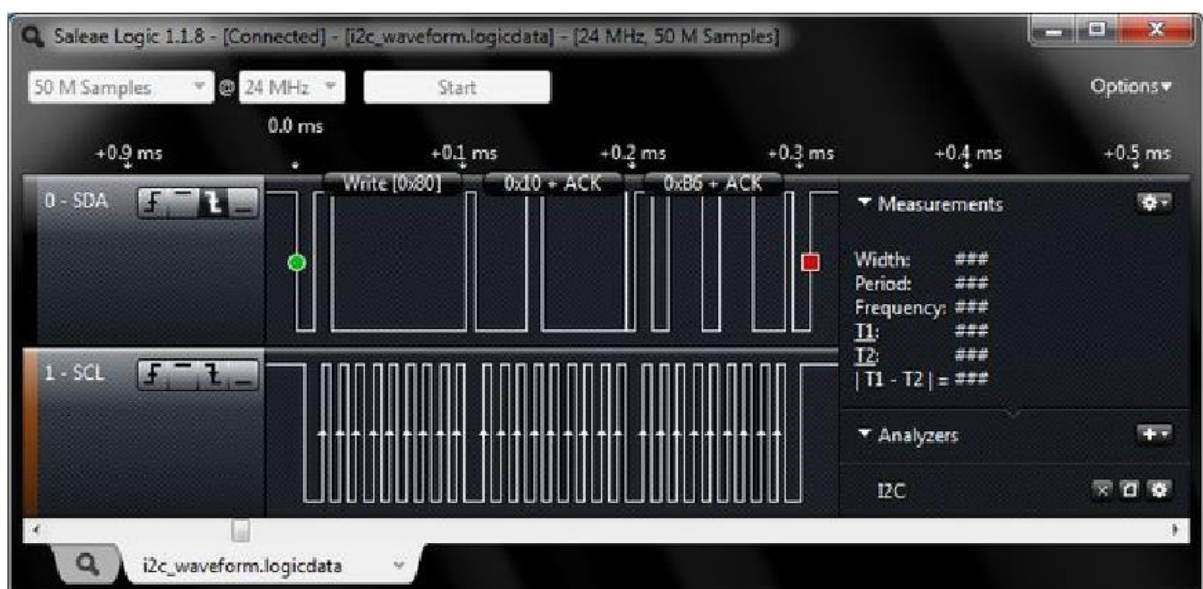 Saleae Logic 1.1.8 - [Connected] - [i2c_waveform.logicdata] - [24 MHz, 50 M Samples]
50 M Samples @ 24 MHz Start Options
0.0 ms
+0.9 ms +0.1 ms +0.2 ms +0.3 ms +0.4 ms +0.5 ms
Write [0x80] 0x10 + ACK 0xB6 + ACK
0 - SDA
Measurements
Width: ###
Period: ###
Frequency: ###
T1: ###
T2: ###
| T1 - T2 | = ###
1 - SCL
Analyzers
I2C
i2c_waveform.logicdata